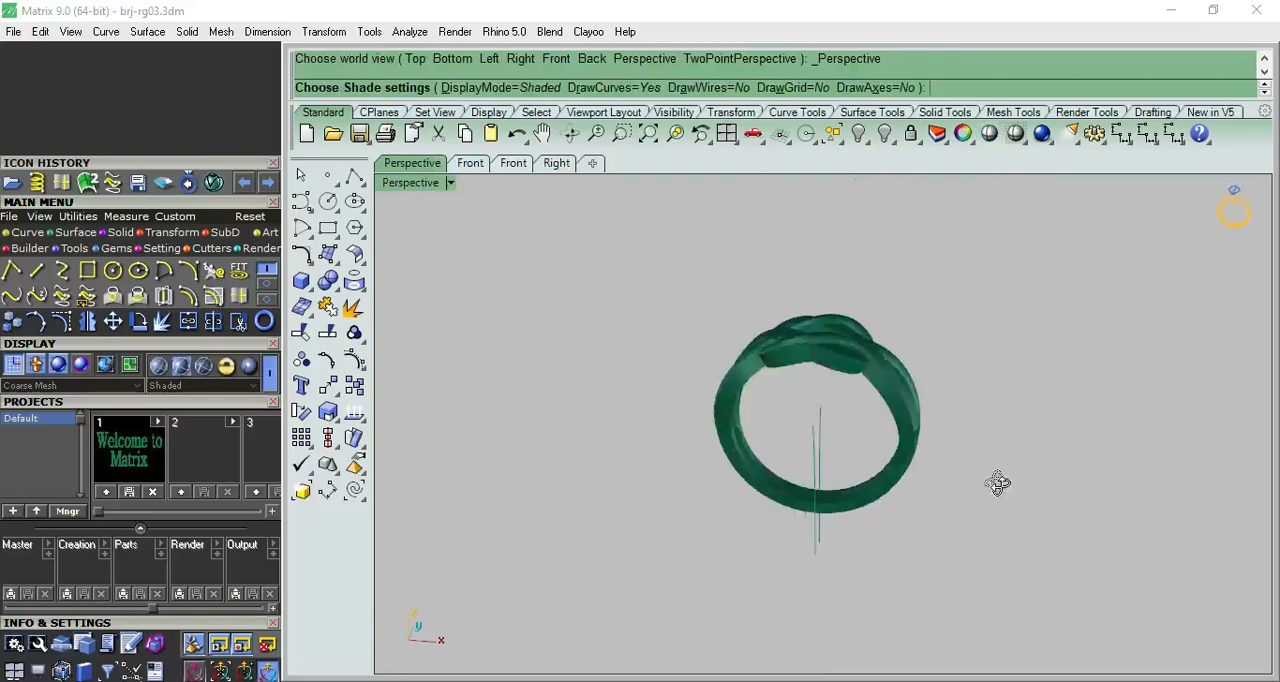 Matrix 9.0 (64-bit) - brj-rg03.3dm
File Edit View Curve Surface Solid Mesh Dimension Transform Tools Analyze Render Rhino 5.0 Blend Clayoo Help
Choose world view ( Top Bottom Left Right Front Back Perspective TwoPointPerspective ): _Perspective
Choose Shade settings ( DisplayMode=Shaded DrawCurves=Yes DrawWires=No DrawGrid=No DrawAxes=No ):
Standard CPlanes Set View Display Select Viewport Layout Visibility Transform Curve Tools Surface Tools Solid Tools Mesh Tools Render Tools Drafting New in V5
Perspective Front Front Right
Perspective
ICON HISTORY
MAIN MENU
File View Utilities Measure Custom Reset
Curve Surface Solid Transform SubD Art
Builder Tools Gems Setting Cutters Render
FIT
DISPLAY
Coarse Mesh Shaded
PROJECTS
Default
1 2 3
Welcome to
Matrix
Mngr
Master Creation Parts Render Output
INFO & SETTINGS
z
y
x